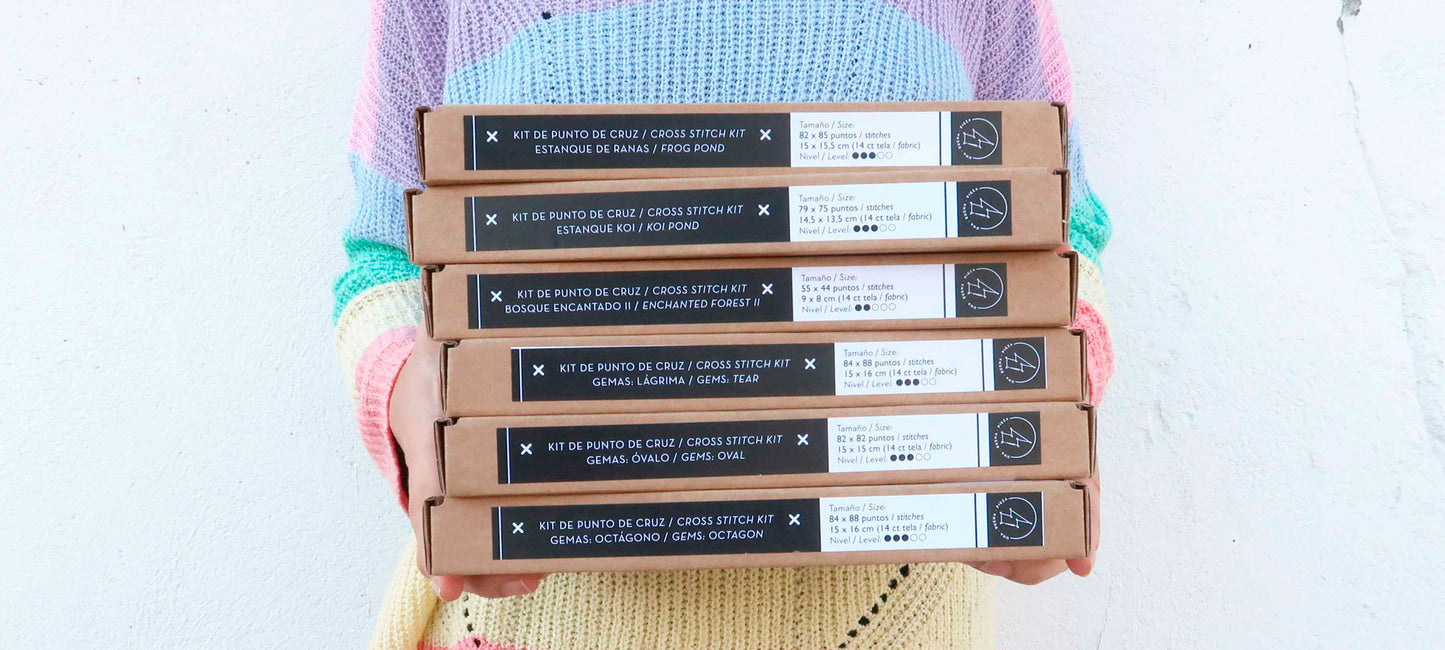 KIT DE PUNTO DE CRUZ / CROSS STITCH KIT
ESTANQUE DE RANAS / FROG POND
Tamaño / Size:
82 x 85 puntos / stitches
15 x 15,5 cm (14 ct tela / fabric)
Nivel / Level:
KIT DE PUNTO DE CRUZ / CROSS STITCH KIT
ESTANQUE KOI / KOI POND
Tamaño / Size:
79 x 75 puntos / stitches
14,5 x 13,5 cm (14 ct tela / fabric)
Nivel / Level:
KIT DE PUNTO DE CRUZ / CROSS STITCH KIT
BOSQUE ENCANTADO II / ENCHANTED FOREST II
Tamaño / Size:
55 x 44 puntos / stitches
9 x 8 cm (14 ct tela / fabric)
Nivel / Level:
KIT DE PUNTO DE CRUZ / CROSS STITCH KIT
GEMAS: LÁGRIMA / GEMS: TEAR
Tamaño / Size:
84 x 88 puntos / stitches
15 x 16 cm (14 ct tela / fabric)
Nivel / Level:
KIT DE PUNTO DE CRUZ / CROSS STITCH KIT
GEMAS: ÓVALO / GEMS: OVAL
Tamaño / Size:
82 x 82 puntos / stitches
15 x 15 cm (14 ct tela / fabric)
Nivel / Level:
KIT DE PUNTO DE CRUZ / CROSS STITCH KIT
GEMAS: OCTÁGONO / GEMS: OCTAGON
Tamaño / Size:
84 x 88 puntos / stitches
15 x 16 cm (14 ct tela / fabric)
Nivel / Level: